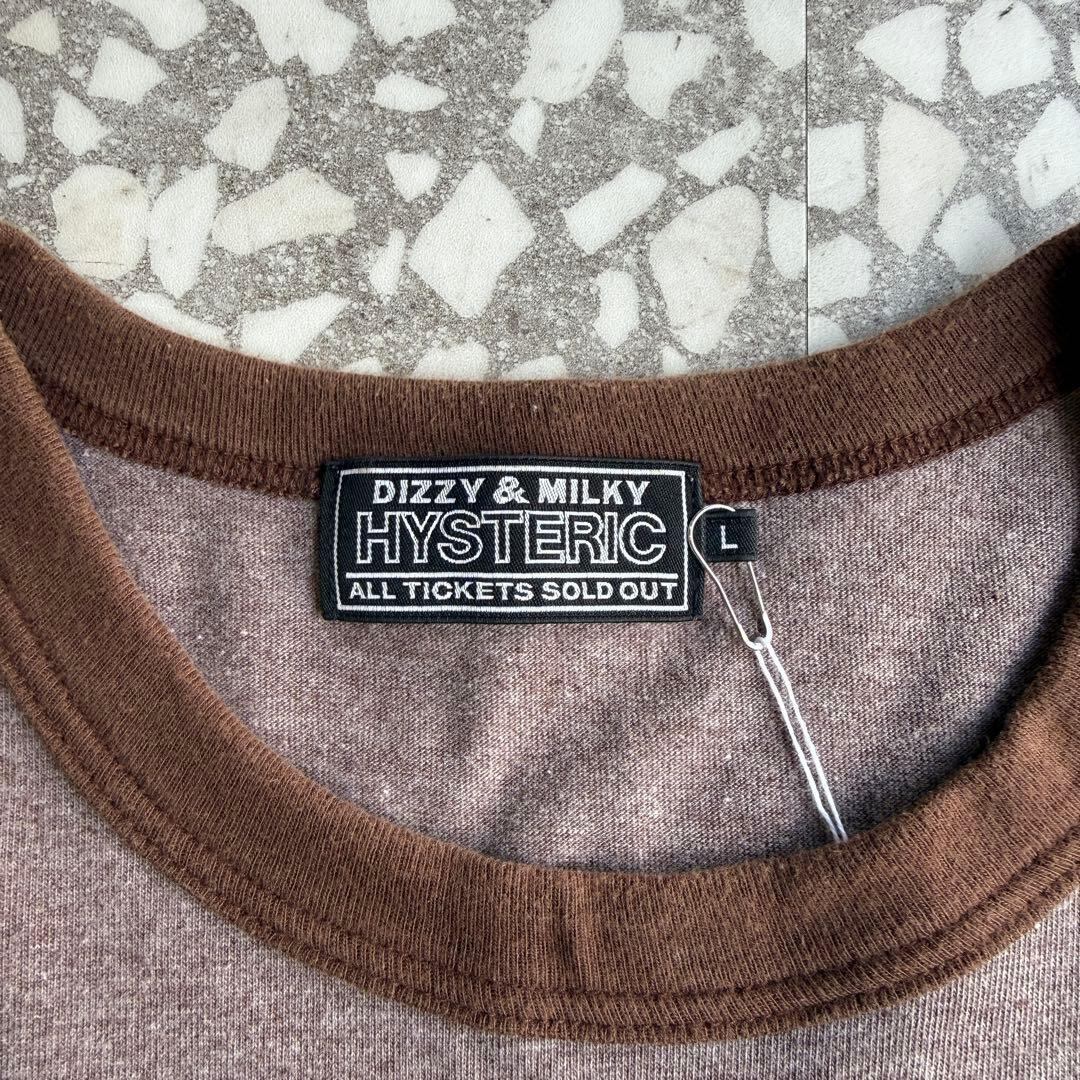 DIZZY & MILKY
HYSTERIC
ALL TICKETS SOLD OUT
L